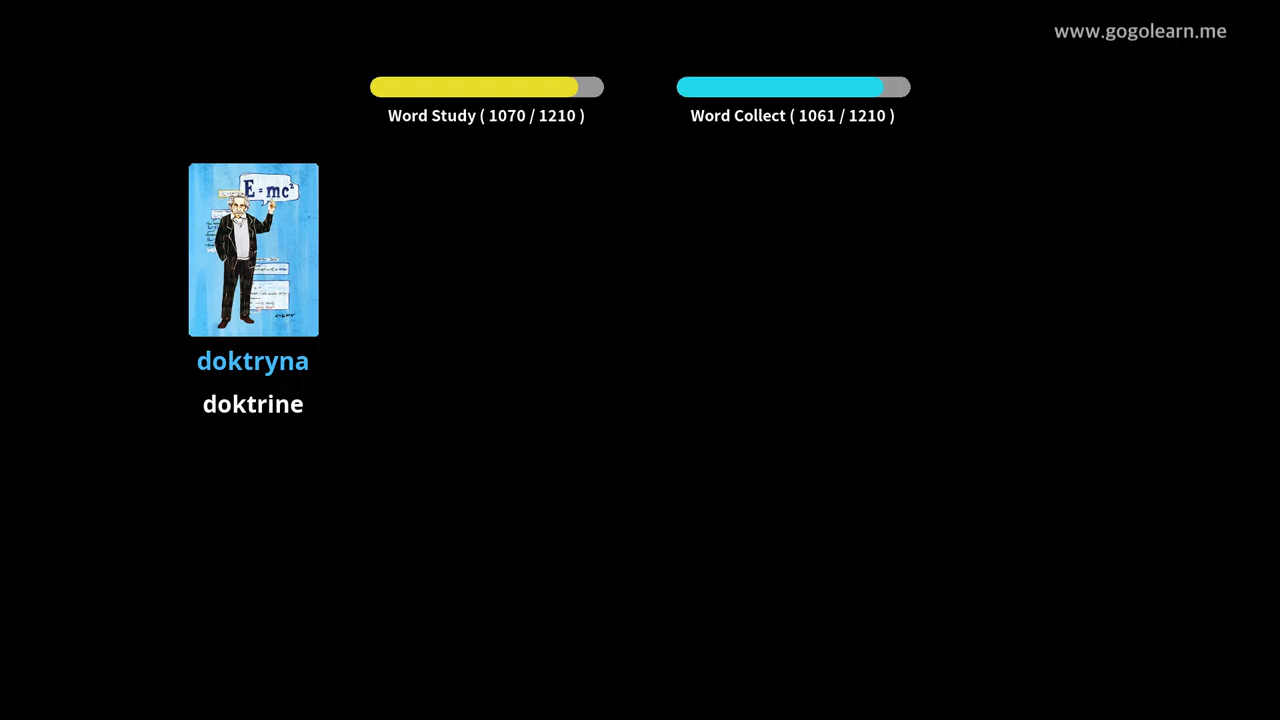 www.gogolearn.me
Word Study ( 1070 / 1210 )
Word Collect ( 1061 / 1210 )
E = mc²
doktryna
doktrine